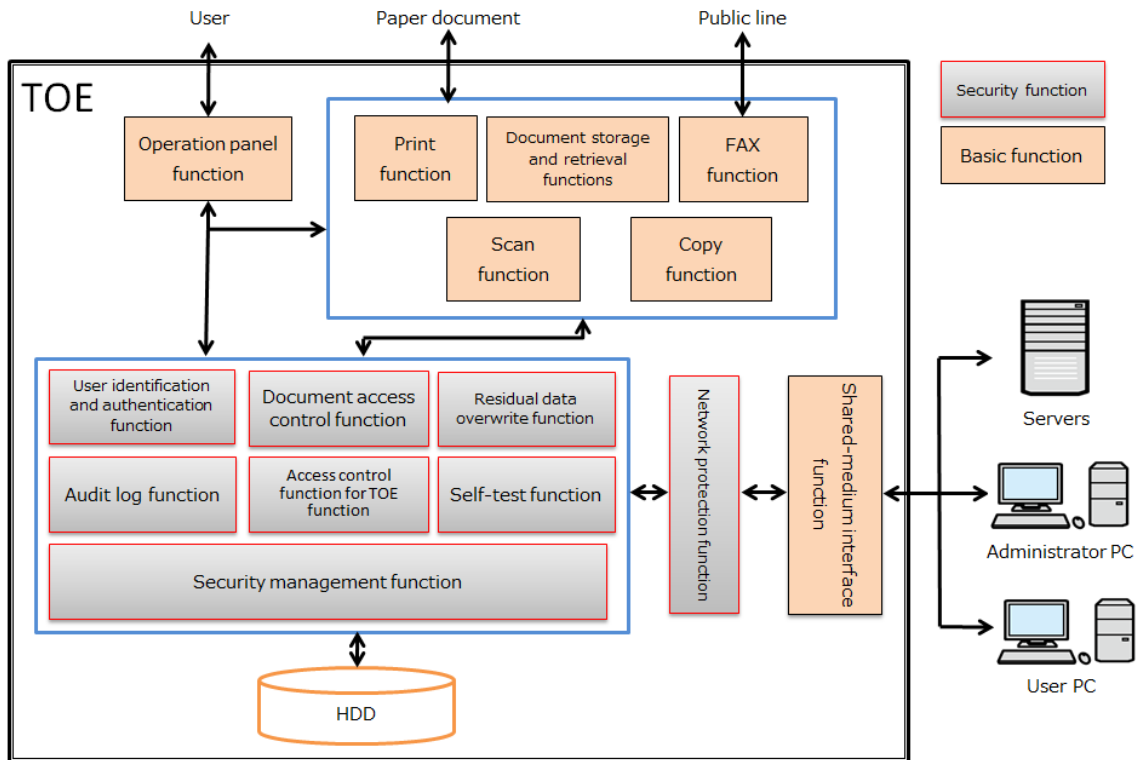 User
Paper document
Public line
TOE
Operation panel
function
Print
function
Document storage
and retrieval
functions
FAX
function
Scan
function
Copy
function
Security function
Basic function
User identification
and authentication
function
Document access
control function
Residual data
overwrite function
Audit log function
Access control
function for TOE
function
Self-test function
Security management function
Network protection function
Shared-medium interface
function
Servers
Administrator PC
User PC
HDD